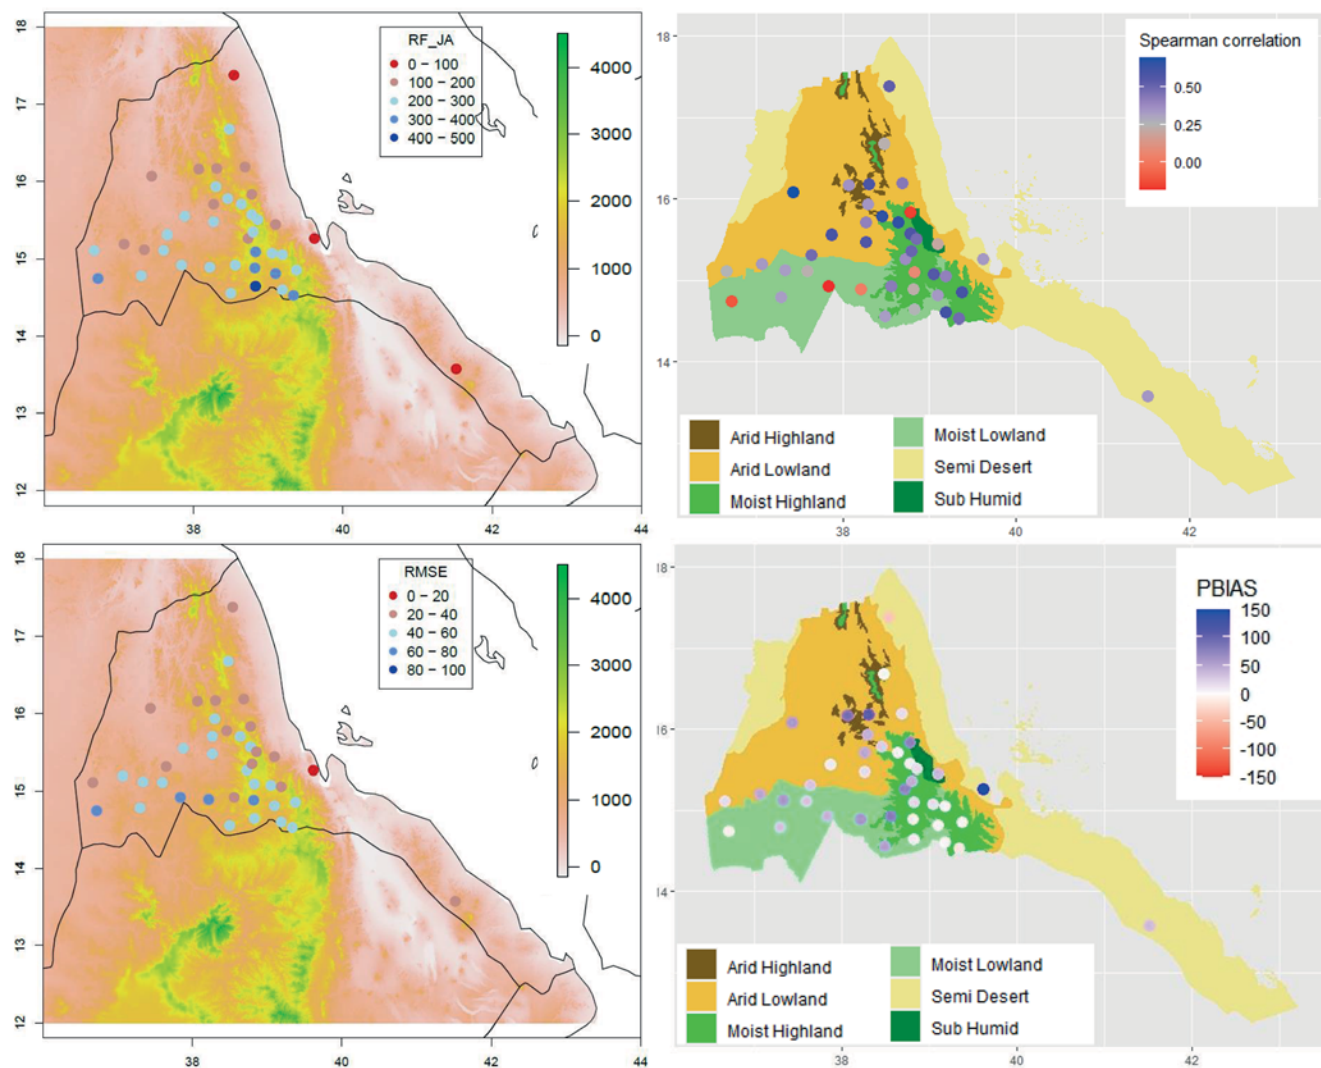 RF_JA
0 – 100
100 – 200
200 – 300
300 – 400
400 – 500
4000
3000
2000
1000
0
18
17
16
15
14
13
12
38
40
42
44
Spearman correlation
0.50
0.25
0.00
18
16
14
Arid Highland
Arid Lowland
Moist Highland
Moist Lowland
Semi Desert
Sub Humid
38
40
42
RMSE
0 – 20
20 – 40
40 – 60
60 – 80
80 – 100
4000
3000
2000
1000
0
18
17
16
15
14
13
12
38
40
42
44
PBIAS
150
100
50
0
-50
-100
-150
18
16
14
Arid Highland
Arid Lowland
Moist Highland
Moist Lowland
Semi Desert
Sub Humid
38
40
42